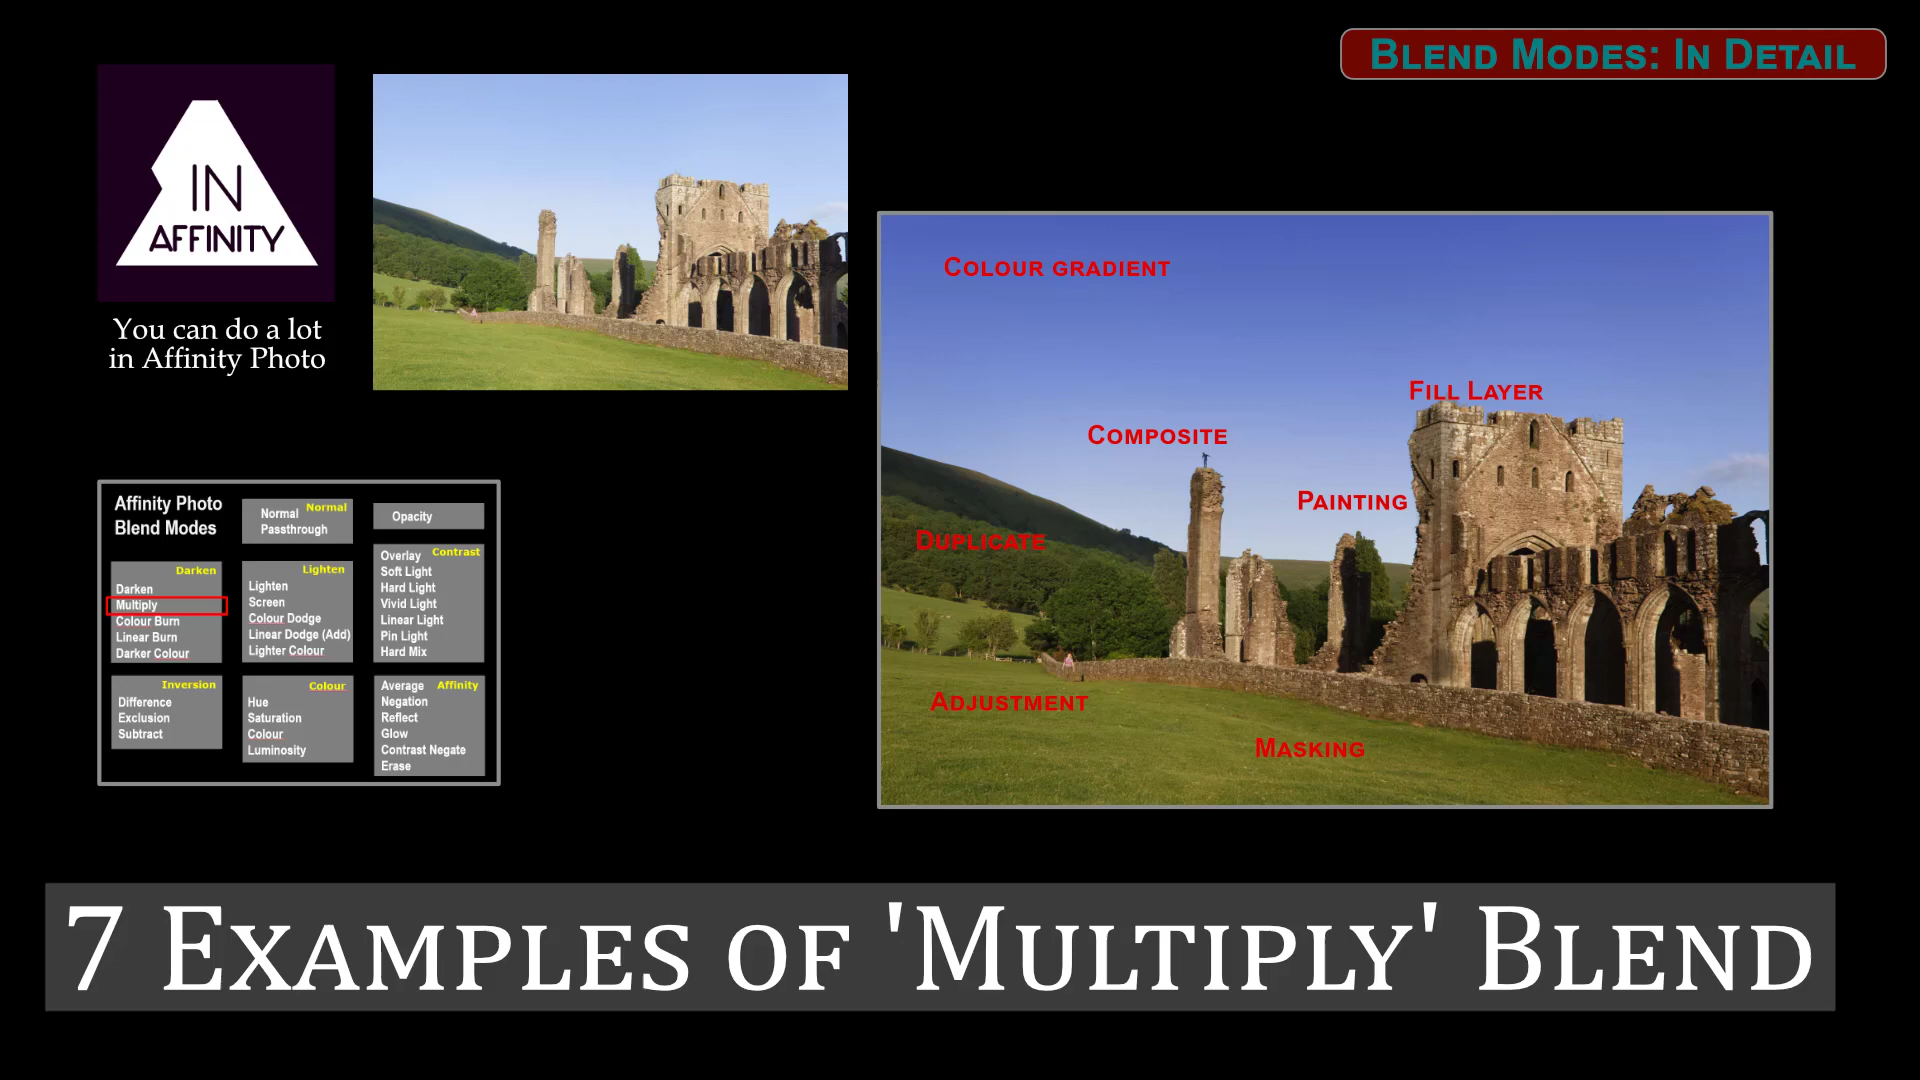 BLEND MODES: IN DETAIL
IN
AFFINITY
You can do a lot
in Affinity Photo
COLOUR GRADIENT
FILL LAYER
COMPOSITE
PAINTING
DUPLICATE
ADJUSTMENT
MASKING
Affinity Photo
Blend Modes
Normal
Normal
Passthrough
Opacity
Darken
Darken
Multiply
Colour Burn
Linear Burn
Darker Colour
Lighten
Lighten
Screen
Colour Dodge
Linear Dodge (Add)
Lighter Colour
Contrast
Overlay
Soft Light
Hard Light
Vivid Light
Linear Light
Pin Light
Hard Mix
Inversion
Difference
Exclusion
Subtract
Colour
Hue
Saturation
Colour
Luminosity
Affinity
Average
Negation
Reflect
Glow
Contrast Negate
Erase
7 EXAMPLES OF 'MULTIPLY' BLEND